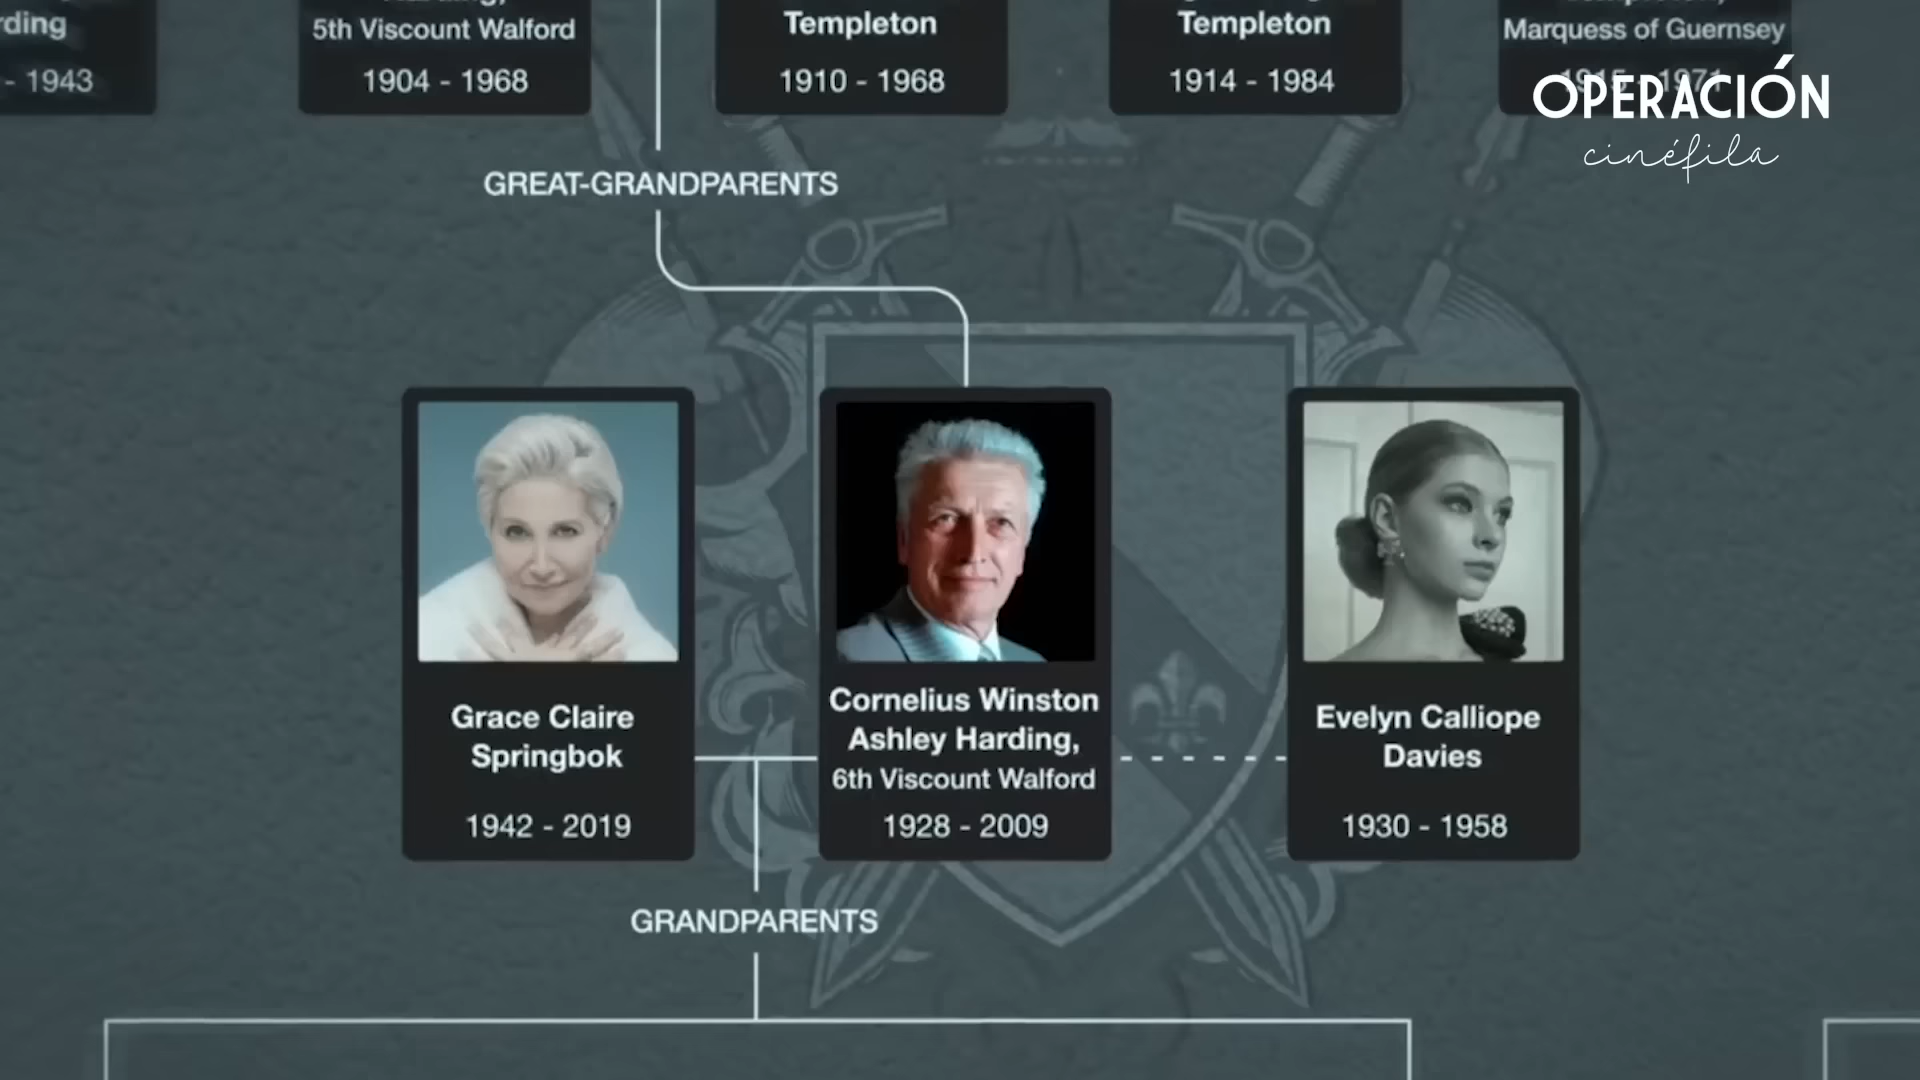 rding
- 1943
5th Viscount Walford
1904 - 1968
Templeton
1910 - 1968
Templeton
1914 - 1984
Marquess of Guernsey
OPERACIÓN
cinéfila
GREAT-GRANDPARENTS
Grace Claire
Springbok
1942 - 2019
Cornelius Winston
Ashley Harding,
6th Viscount Walford
1928 - 2009
Evelyn Calliope
Davies
1930 - 1958
GRANDPARENTS